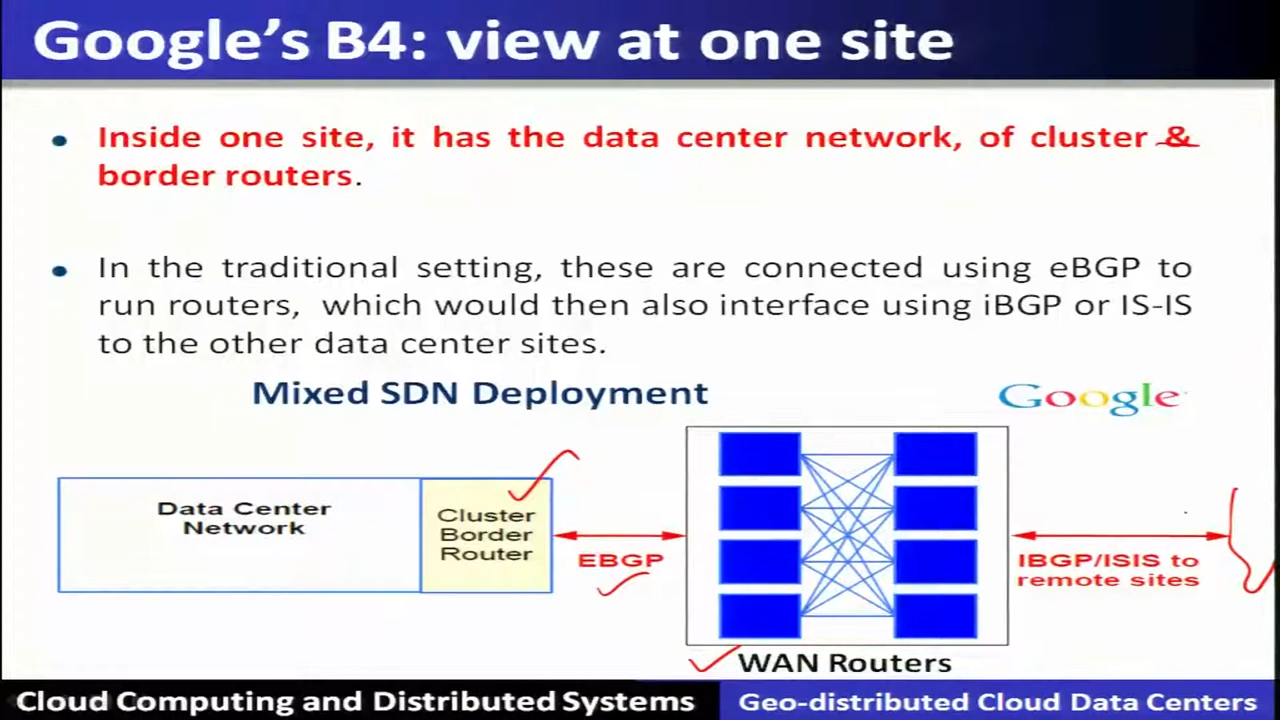 Google's B4: view at one site
Inside one site, it has the data center network, of cluster &
border routers.
In the traditional setting, these are connected using eBGP to
run routers, which would then also interface using iBGP or IS-IS
to the other data center sites.
Mixed SDN Deployment
Google
Data Center
Network
Cluster
Border
Router
EBGP
IBGP/ISIS to
remote sites
WAN Routers
Cloud Computing and Distributed Systems
Geo-distributed Cloud Data Centers